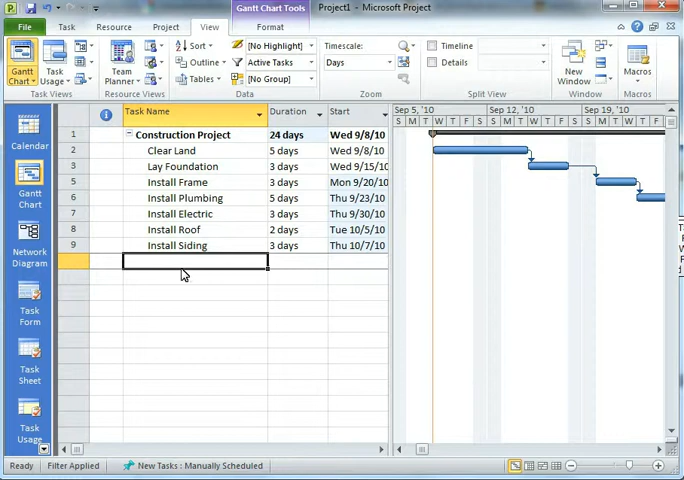 Gantt Chart Tools
Project1 - Microsoft Project
File
Task
Resource
Project
View
Format
Gantt
Chart
Task
Usage
Task Views
Team
Planner
Resource Views
Sort
Outline
Tables
[No Highlight]
Active Tasks
[No Group]
Data
Timescale:
Days
Zoom
Timeline
Details
Split View
New
Window
Window
Macros
Macros
Task Name
Duration
Start
Sep 5, '10
Sep 12, '10
Sep 19, '10
S M T W T F S S M T W T F S S M T W T F
1 Construction Project 24 days Wed 9/8/10
2 Clear Land 5 days Wed 9/8/10
3 Lay Foundation 3 days Wed 9/15/10
5 Install Frame 3 days Mon 9/20/10
6 Install Plumbing 5 days Thu 9/23/10
7 Install Electric 3 days Thu 9/30/10
8 Install Roof 2 days Tue 10/5/10
9 Install Siding 3 days Thu 10/7/10
Calendar
Gantt
Chart
Network
Diagram
Task
Form
Task
Sheet
Task
Usage
Ready
Filter Applied
New Tasks : Manually Scheduled